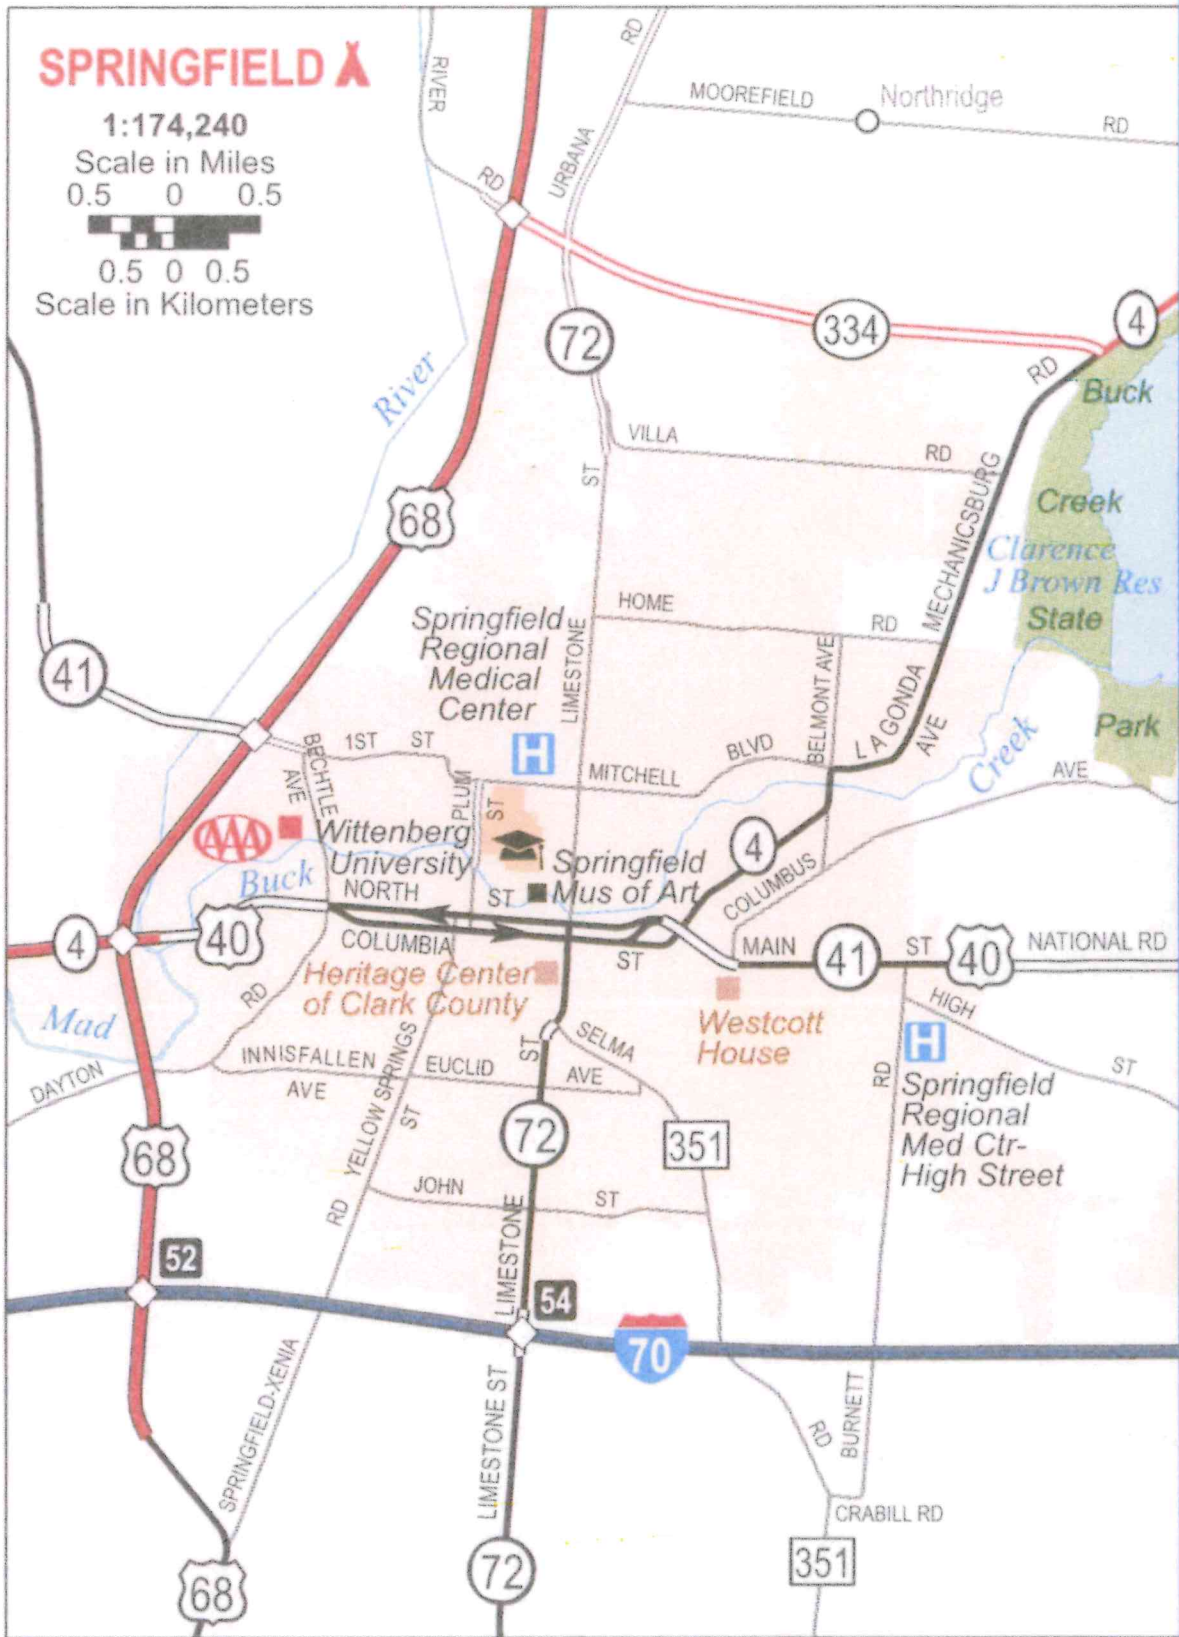 SPRINGFIELD
1:174,240
Scale in Miles
0.5 0 0.5
0.5 0 0.5
Scale in Kilometers
RIVER
RD
URBANA
RD
MOOREFIELD
RD
Northridge
72
334
4
River
68
VILLA
RD
ST
RD
MECHANICSBURG
Buck
Creek
State
Park
Clarence
J Brown Res
Springfield
Regional
Medical
Center
H
LIMESTONE
HOME
RD
BELMONT AVE
LAGONDA
AVE
Creek
AVE
41
BECHTLE
AVE
1ST ST
PLUM
ST
MITCHELL
BLVD
AAA
Wittenberg
University
Buck
Springfield
Mus of Art
4
COLUMBUS
NORTH
ST
4
40
COLUMBIA
ST
MAIN
41
ST
40
NATIONAL RD
Heritage Center
of Clark County
Westcott
House
Mad
RD
DAYTON
INNISFALLEN
AVE
EUCLID
AVE
ST
SELMA
HIGH
ST
H
Springfield
Regional
Med Ctr-
High Street
RD
YELLOW SPRINGS
ST
68
72
351
JOHN
ST
RD
LIMESTONE
52
54
70
SPRINGFIELD-XENIA
LIMESTONE ST
RD
BURNETT
CRABILL RD
68
72
351